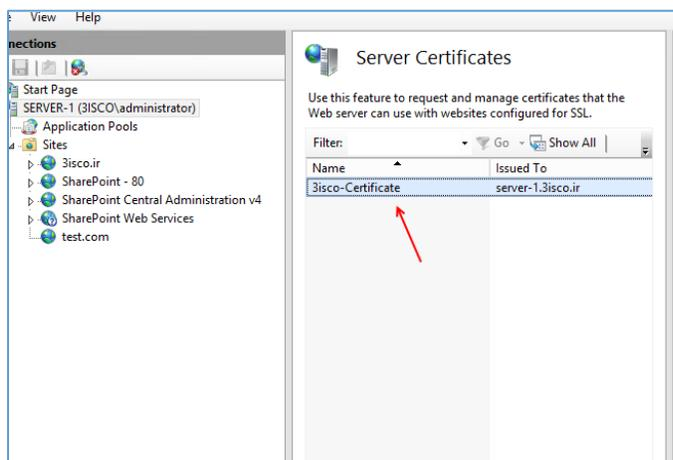 View Help
nections
Start Page
SERVER-1 (3ISCO\administrator)
Application Pools
Sites
3isco.ir
SharePoint - 80
SharePoint Central Administration v4
SharePoint Web Services
test.com
Server Certificates
Use this feature to request and manage certificates that the
Web server can use with websites configured for SSL.
Filter: Go Show All
Name Issued To
3isco-Certificate server-1.3isco.ir